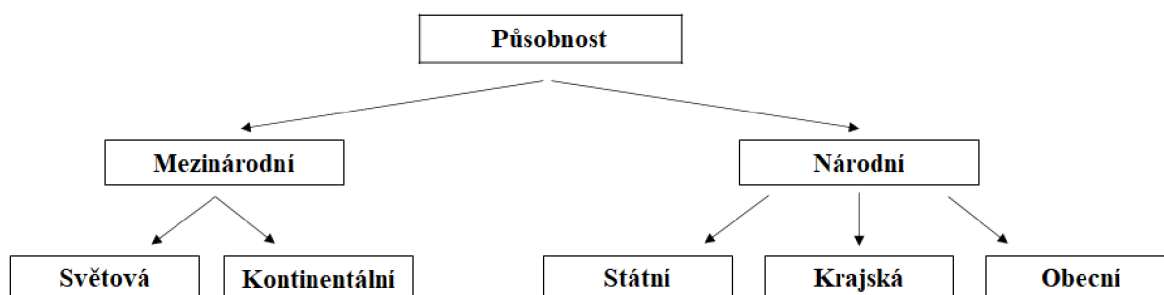 Působnost
Mezinárodní
Národní
Světová
Kontinentální
Státní
Krajská
Obecní